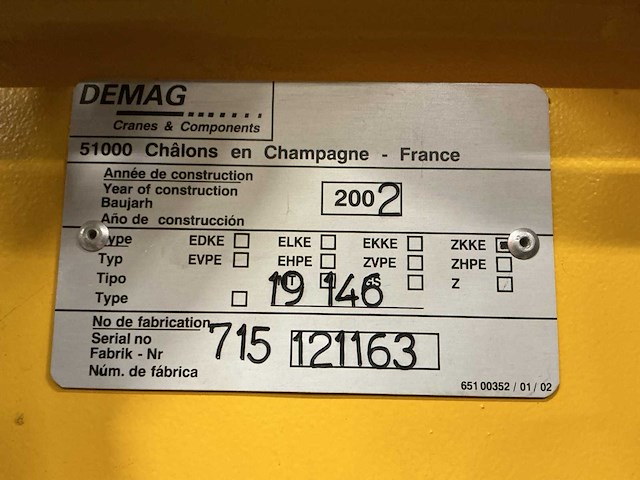 DEMAG
Cranes & Components
51000 Châlons en Champagne - France
Année de construction
Year of construction
Baujarh
Año de construcción
2002
Type EDKE ELKE EKKE ZKKE
Typ EVPE EHPE ZVPE ZHPE
Tipo Z
Type 19 146
No de fabrication
Serial no
Fabrik - Nr
Núm. de fábrica
715 121163
651 00352 / 01 / 02